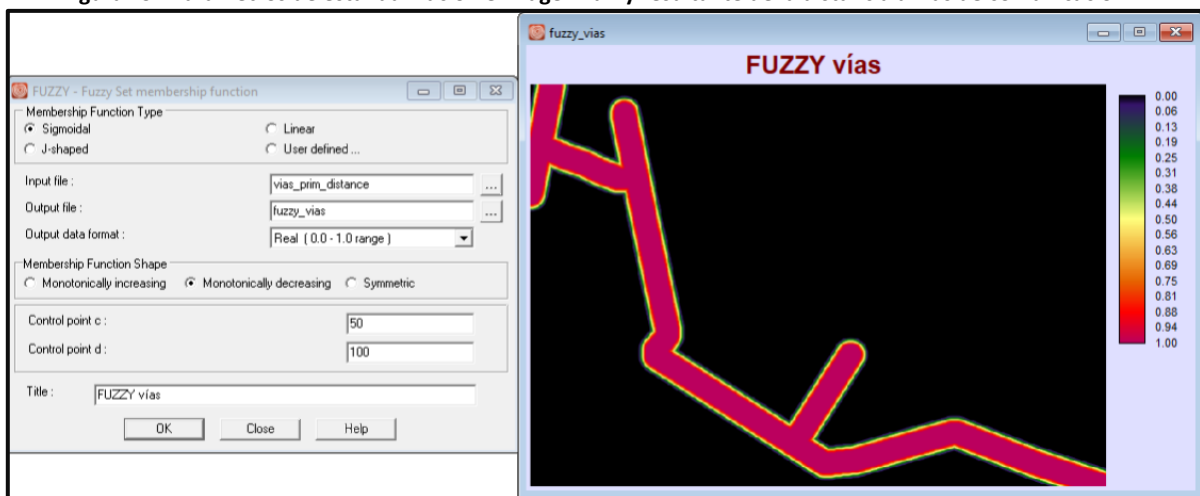 FUZZY - Fuzzy Set membership function
Membership Function Type
Sigmoidal
Linear
J-shaped
User defined ...
Input file :
vias_prim_distance
...
Output file :
fuzzy_vias
...
Output data format :
Real ( 0.0 - 1.0 range )
Membership Function Shape
Monotonically increasing
Monotonically decreasing
Symmetric
Control point c :
50
Control point d :
100
Title :
FUZZY vías
OK
Close
Help
fuzzy_vias
FUZZY vías
0.00
0.06
0.13
0.19
0.25
0.31
0.38
0.44
0.50
0.56
0.63
0.69
0.75
0.81
0.88
0.94
1.00